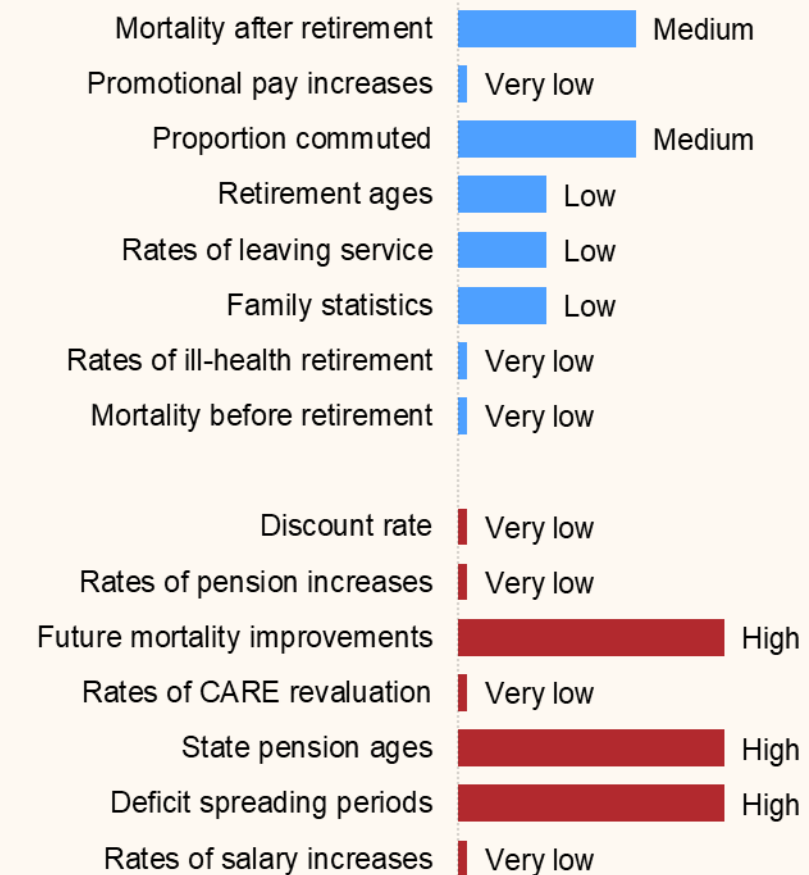 Mortality after retirement Medium
Promotional pay increases Very low
Proportion commuted Medium
Retirement ages Low
Rates of leaving service Low
Family statistics Low
Rates of ill-health retirement Very low
Mortality before retirement Very low
Discount rate Very low
Rates of pension increases Very low
Future mortality improvements High
Rates of CARE revaluation Very low
State pension ages High
Deficit spreading periods High
Rates of salary increases Very low